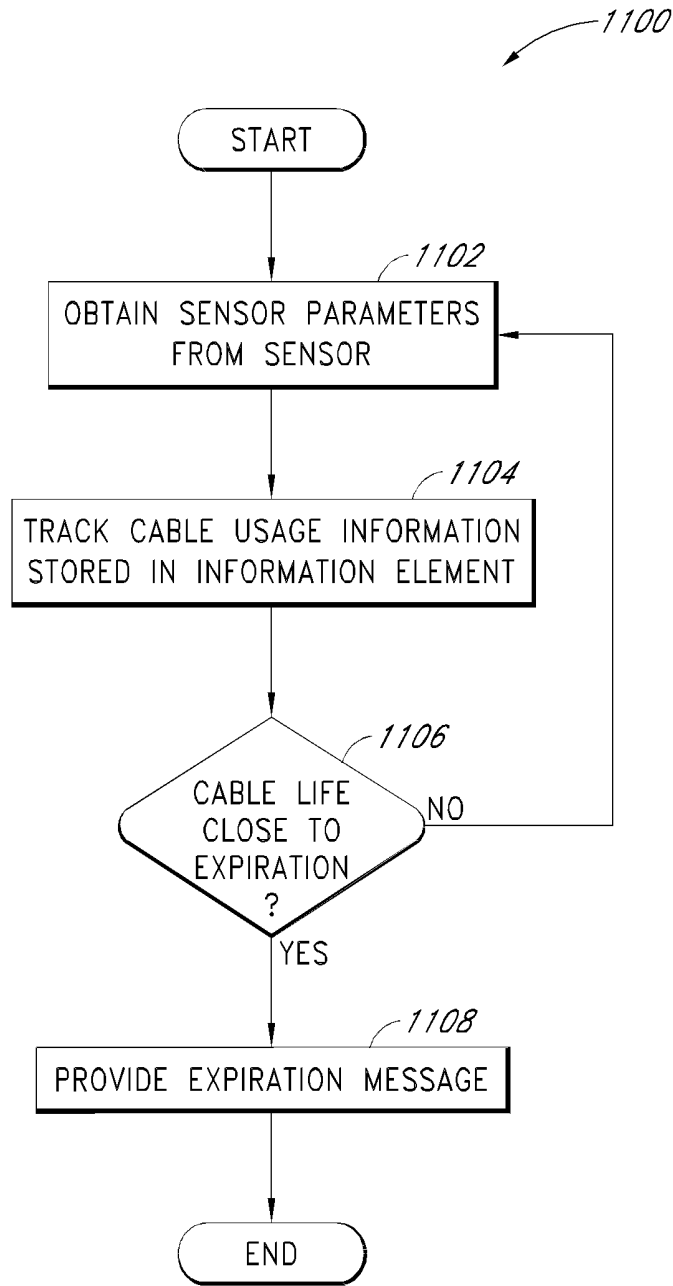 1100
START
1102
OBTAIN SENSOR PARAMETERS
FROM SENSOR
1104
TRACK CABLE USAGE INFORMATION
STORED IN INFORMATION ELEMENT
1106
CABLE LIFE
CLOSE TO
EXPIRATION
?
NO
YES
1108
PROVIDE EXPIRATION MESSAGE
END